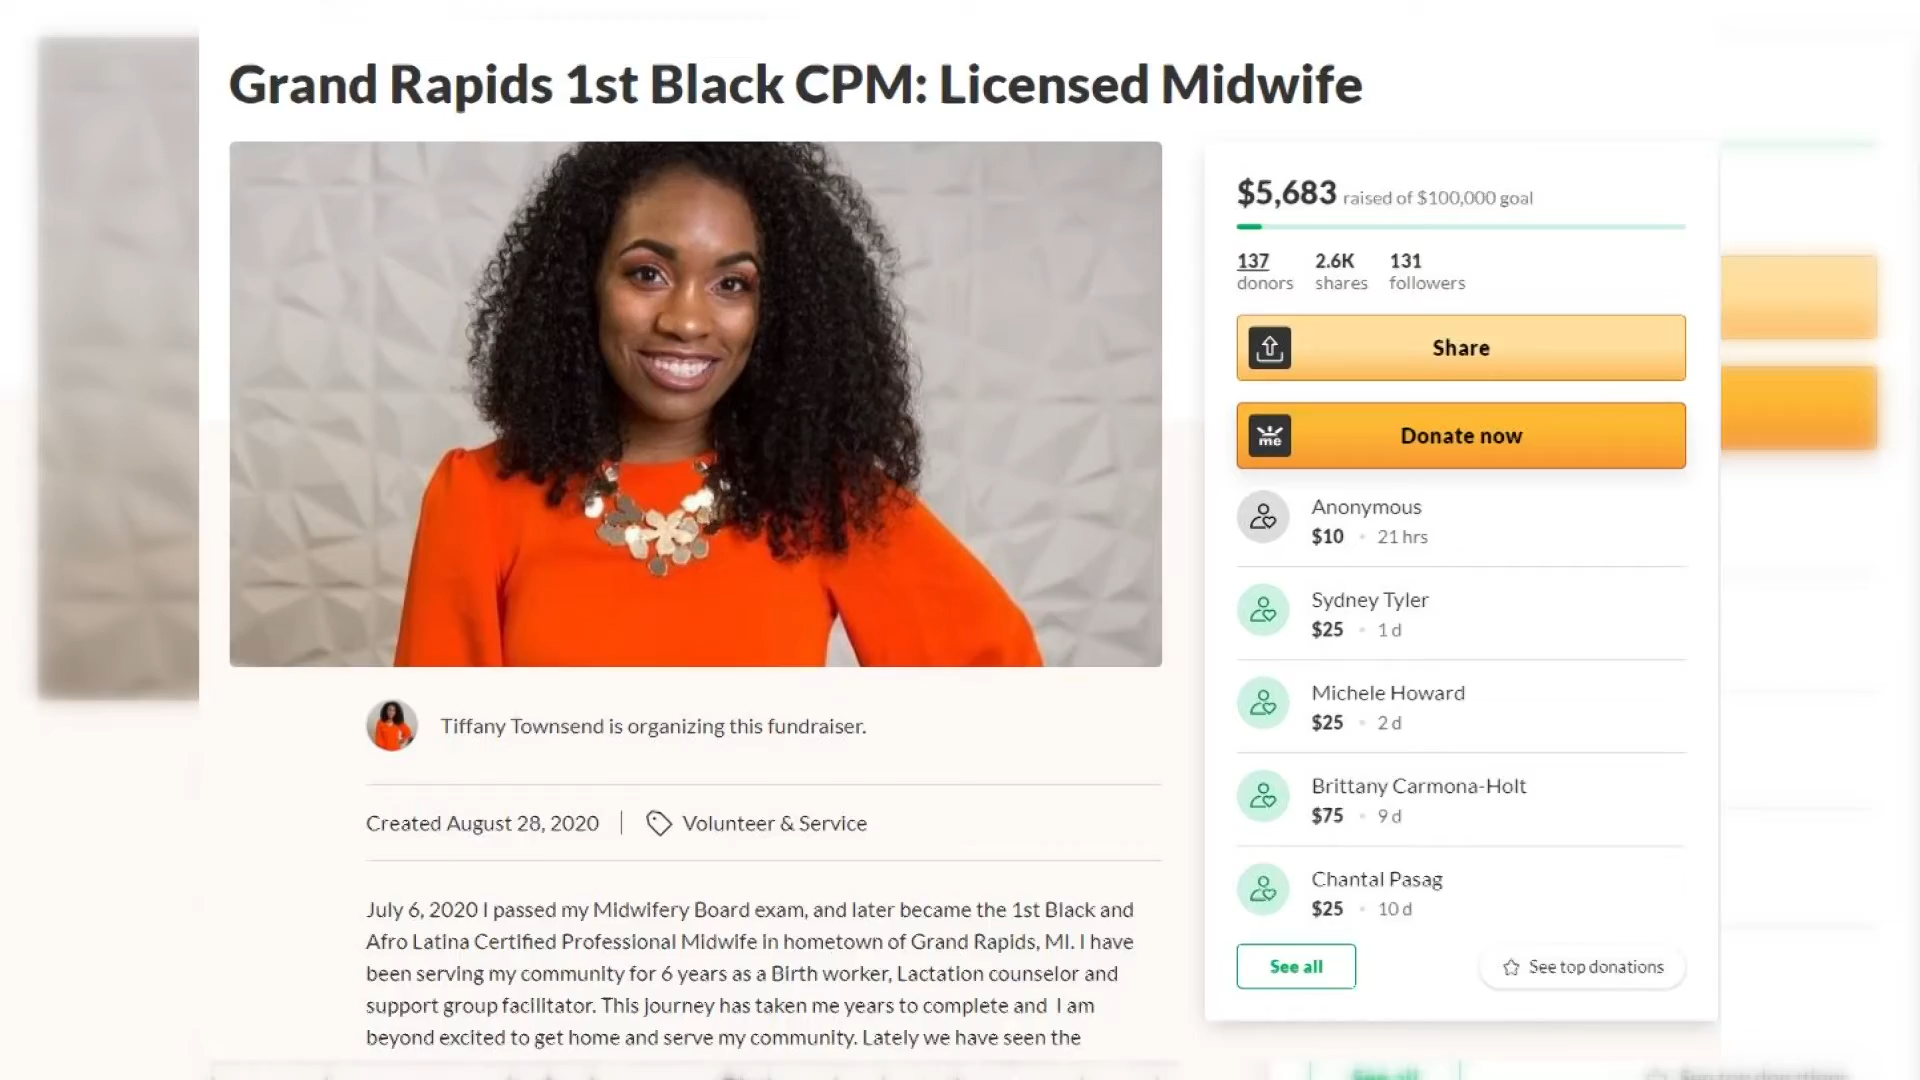 Grand Rapids 1st Black CPM: Licensed Midwife
$5,683 raised of $100,000 goal
137 2.6K 131
donors shares followers
Share
me Donate now
Anonymous
$10 • 21 hrs
Sydney Tyler
$25 • 1 d
Michele Howard
$25 • 2 d
Brittany Carmona-Holt
$75 • 9 d
Chantal Pasag
$25 • 10 d
See all See top donations
Tiffany Townsend is organizing this fundraiser.
Created August 28, 2020 Volunteer & Service
July 6, 2020 I passed my Midwifery Board exam, and later became the 1st Black and
Afro Latina Certified Professional Midwife in hometown of Grand Rapids, MI. I have
been serving my community for 6 years as a Birth worker, Lactation counselor and
support group facilitator. This journey has taken me years to complete and I am
beyond excited to get home and serve my community. Lately we have seen the